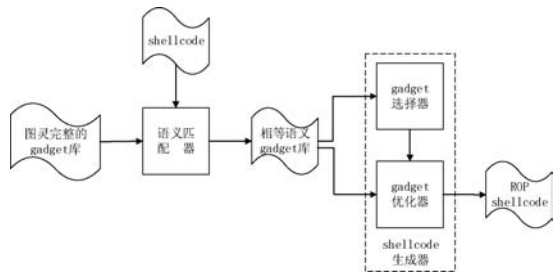 shellcode
图灵完整的
gadget库
语义匹
配 器
相等语义
gadget库
gadget
选择器
gadget
优化器
shellcode
生成器
ROP
shellcode